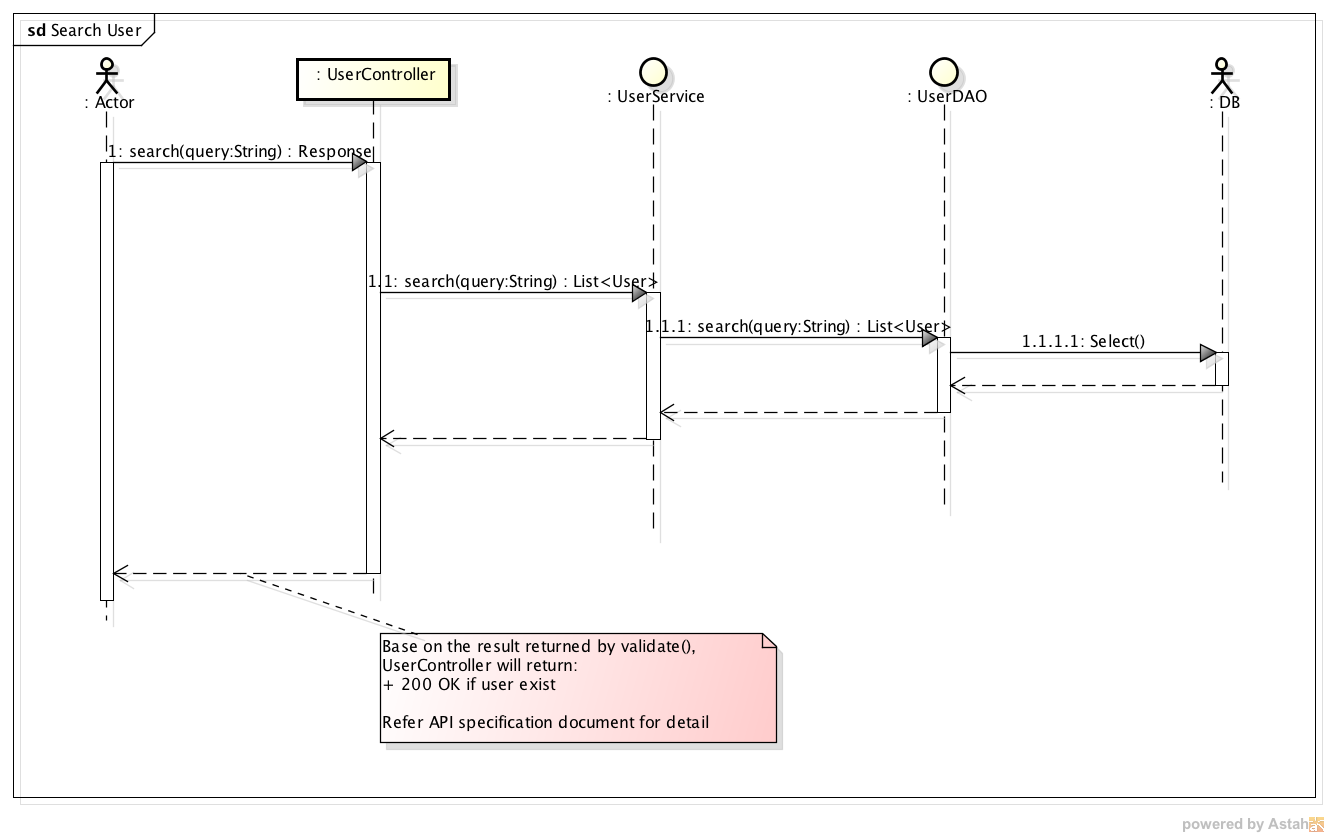 sd Search User
: Actor
: UserController
: UserService
: UserDAO
: DB
1: search(query:String) : Response
1.1: search(query:String) : List<User>
1.1.1: search(query:String) : List<User>
1.1.1.1: Select()
Base on the result returned by validate(),
UserController will return:
+ 200 OK if user exist
Refer API specification document for detail
powered by Astah